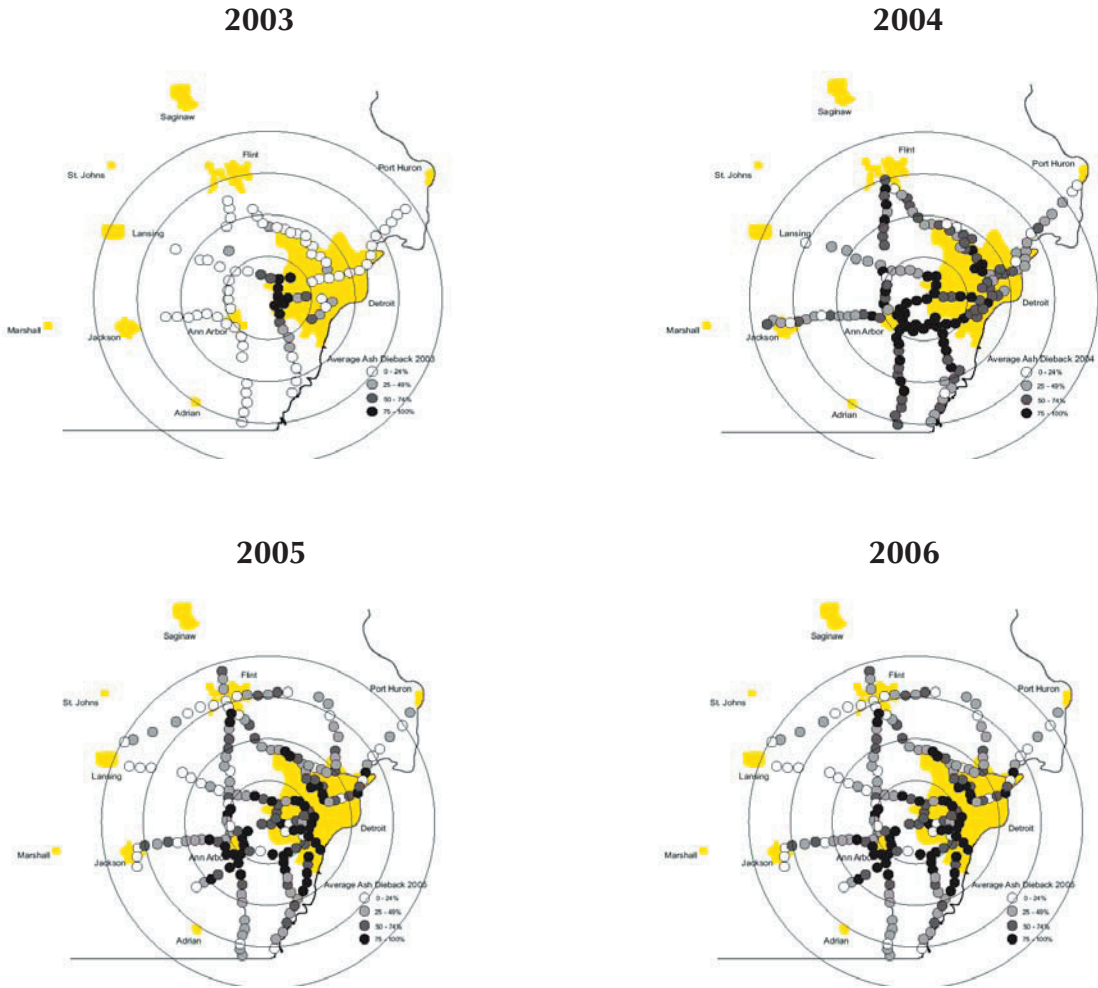 2003
2004
Saginaw
Flint
Port Huron
St. Johns
Lansing
Detroit
Marshall
Jackson
Ann Arbor
Adrian
Average Ash Dieback 2003
0 - 24%
25 - 49%
50 - 74%
75 - 100%
Saginaw
Flint
Port Huron
St. Johns
Lansing
Detroit
Marshall
Jackson
Ann Arbor
Adrian
Average Ash Dieback 2004
0 - 24%
25 - 49%
50 - 74%
75 - 100%
2005
2006
Saginaw
Flint
Port Huron
St. Johns
Lansing
Detroit
Marshall
Jackson
Ann Arbor
Adrian
Average Ash Dieback 2005
0 - 24%
25 - 49%
50 - 74%
75 - 100%
Saginaw
Flint
Port Huron
St. Johns
Lansing
Detroit
Marshall
Jackson
Ann Arbor
Adrian
Average Ash Dieback 2005
0 - 24%
25 - 49%
50 - 74%
75 - 100%